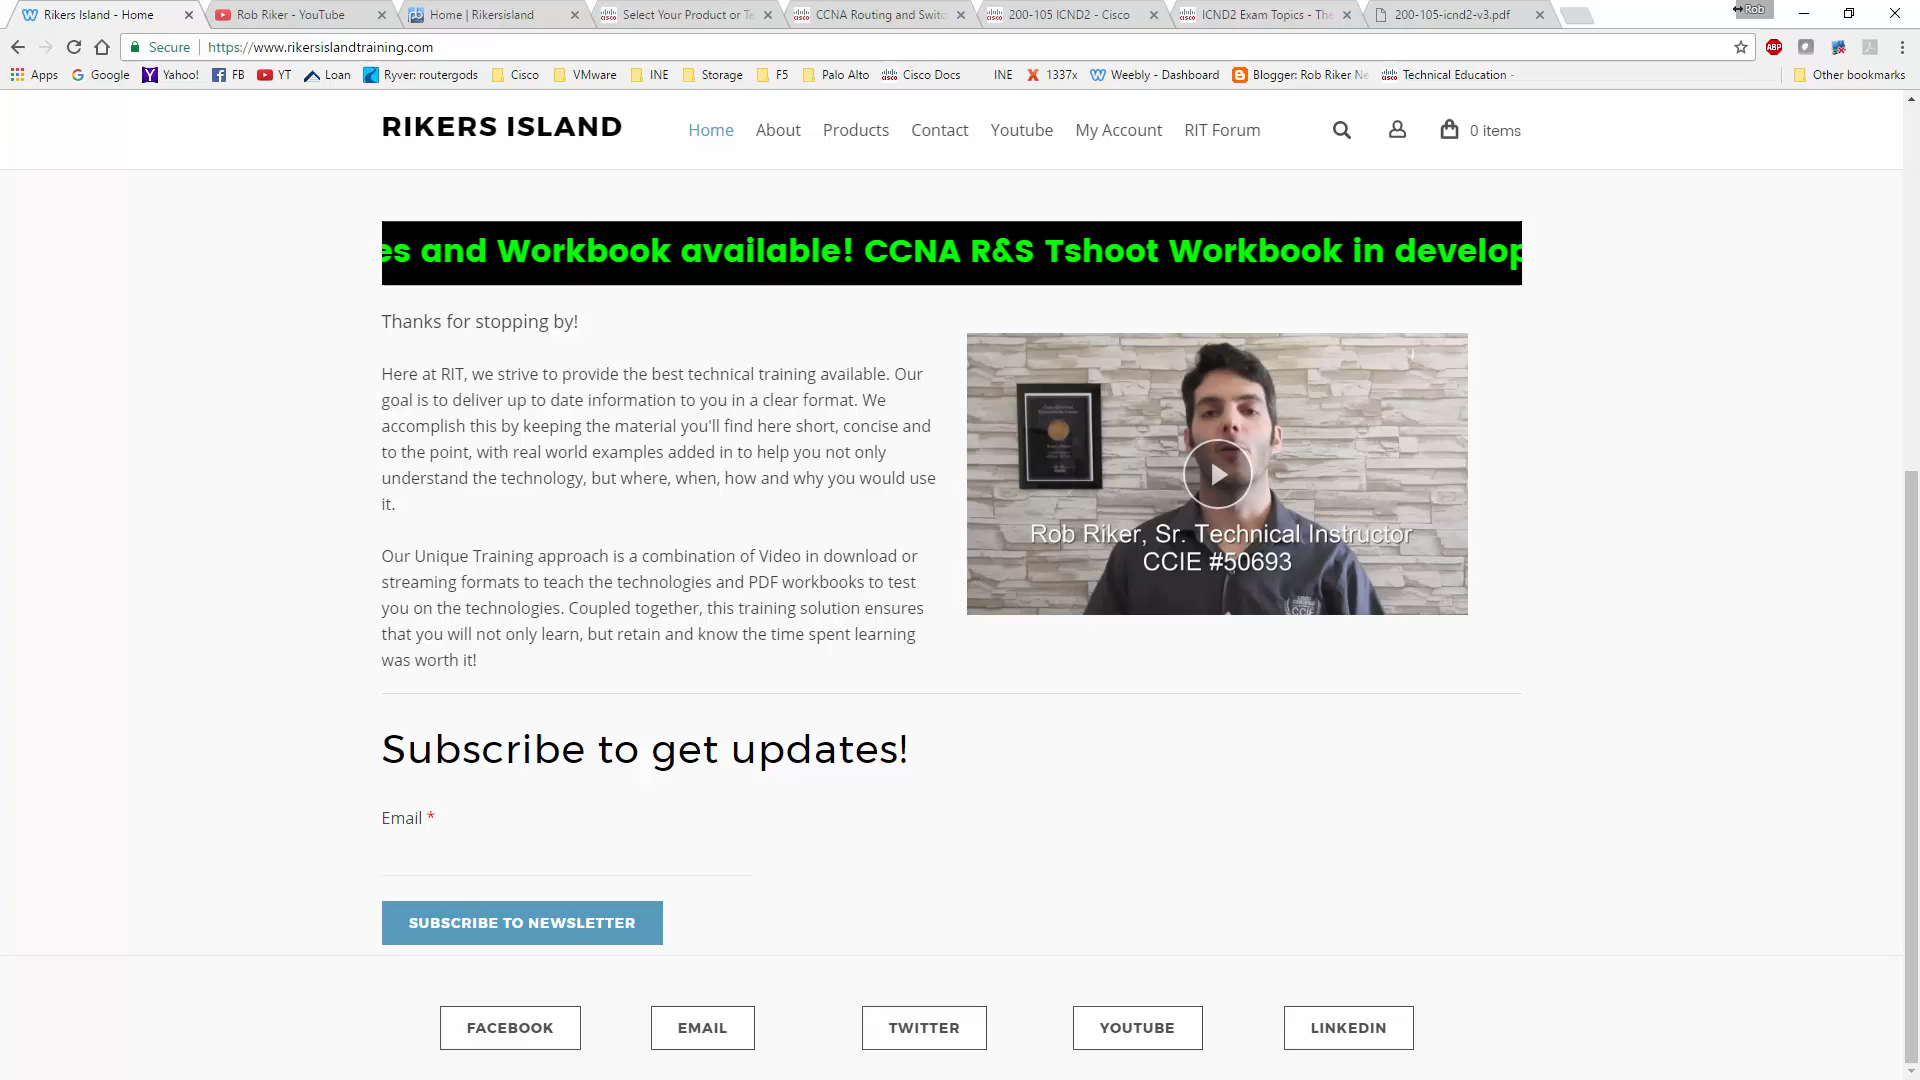 Rikers Island - Home
Rob Riker - YouTube
Home | Rikersisland
Select Your Product or Te
CCNA Routing and Switc
200-105 ICND2 - Cisco
ICND2 Exam Topics - The
200-105-icnd2-v3.pdf
Rob
Secure
https://www.rikersislandtraining.com
ABP
Apps
Google
Yahoo!
FB
YT
Loan
Ryver: routergods
Cisco
VMware
INE
Storage
F5
Palo Alto
Cisco Docs
INE
1337x
Weebly - Dashboard
Blogger: Rob Riker Ne
Technical Education -
Other bookmarks
RIKERS ISLAND
Home
About
Products
Contact
Youtube
My Account
RIT Forum
0 items
es and Workbook available! CCNA R&S Tshoot Workbook in develop
Thanks for stopping by!
Here at RIT, we strive to provide the best technical training available. Our
goal is to deliver up to date information to you in a clear format. We
accomplish this by keeping the material you'll find here short, concise and
to the point, with real world examples added in to help you not only
understand the technology, but where, when, how and why you would use
it.
Our Unique Training approach is a combination of Video in download or
streaming formats to teach the technologies and PDF workbooks to test
you on the technologies. Coupled together, this training solution ensures
that you will not only learn, but retain and know the time spent learning
was worth it!
Rob Riker, Sr. Technical Instructor
CCIE #50693
CCIE
Subscribe to get updates!
Email *
SUBSCRIBE TO NEWSLETTER
FACEBOOK
EMAIL
TWITTER
YOUTUBE
LINKEDIN